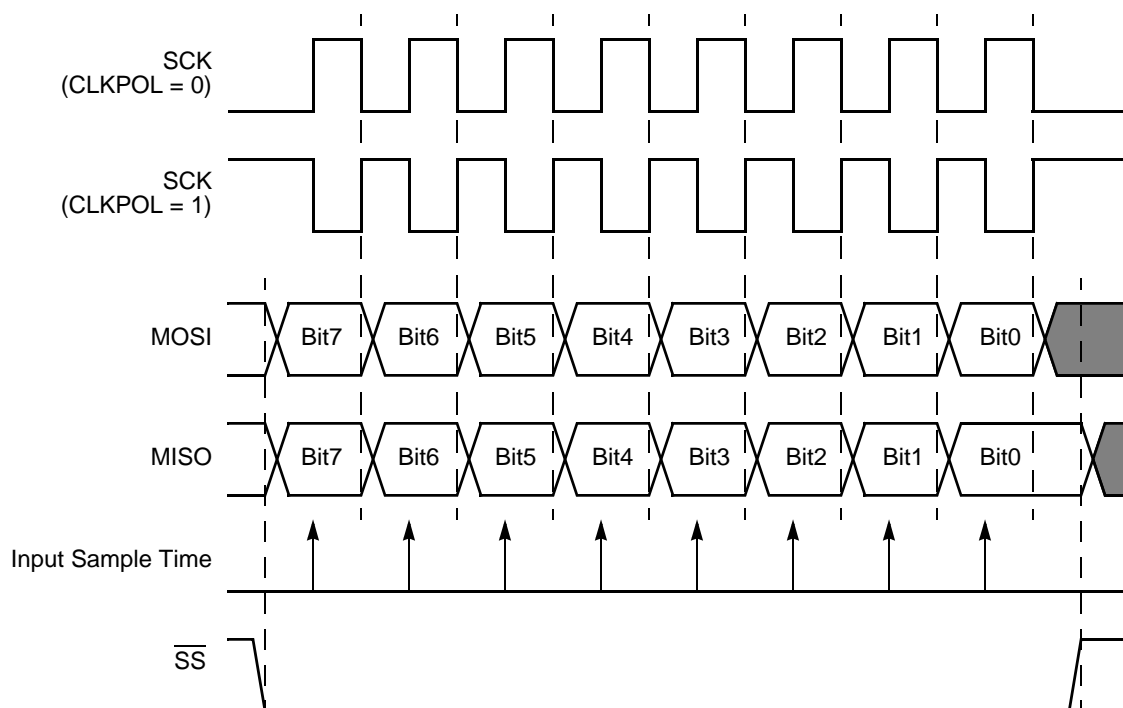 SCK
(CLKPOL = 0)
SCK
(CLKPOL = 1)
MOSI
Bit7 Bit6 Bit5 Bit4 Bit3 Bit2 Bit1 Bit0
MISO
Bit7 Bit6 Bit5 Bit4 Bit3 Bit2 Bit1 Bit0
Input Sample Time
S̅S̅